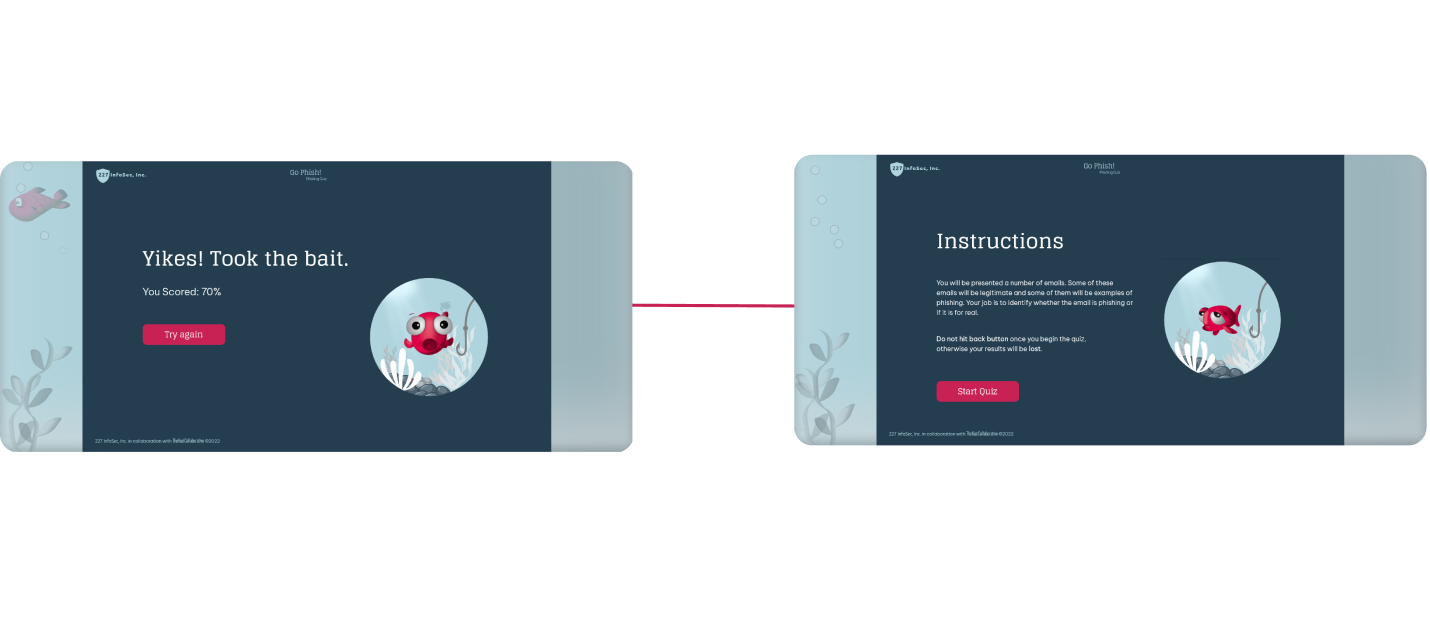 227 InfoSec, Inc.
Go Phish!
Phishing Quiz
Yikes! Took the bait.
You Scored: 70%
Try again
227 InfoSec, Inc. in collaboration with The Kool Collaborative ©2022
227 InfoSec, Inc.
Go Phish!
Phishing Quiz
Instructions
You will be presented a number of emails. Some of these
emails will be legitimate and some of them will be examples of
phishing. Your job is to identify whether the email is phishing or
if it is for real.
Do not hit back button once you begin the quiz,
otherwise your results will be lost.
Start Quiz
227 InfoSec, Inc. in collaboration with ©2022